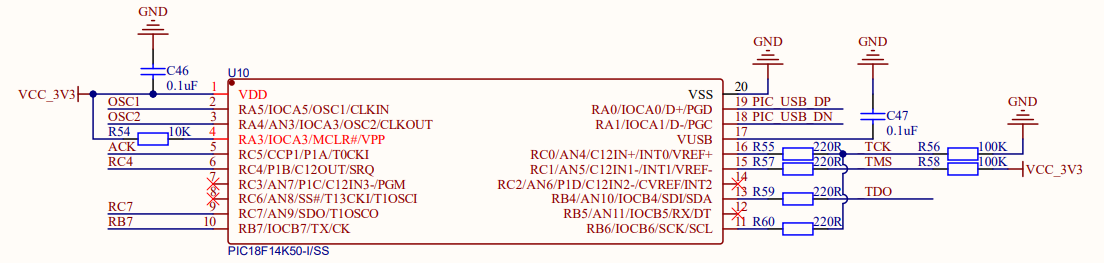 GND
C46
0.1uF
VCC_3V3
U10
GND
GND
GND
1 VDD VSS 20
OSC1 2 RA5/IOCA5/OSC1/CLKIN RA0/IOCA0/D+/PGD 19 PIC_USB_DP
OSC2 3 RA4/AN3/IOCA3/OSC2/CLKOUT RA1/IOCA1/D-/PGC 18 PIC_USB_DN
R54 10K 4 RA3/IOCA3/MCLR#/VPP VUSB 17
C47
0.1uF
ACK 5 RC5/CCP1/P1A/T0CKI RC0/AN4/C12IN+/INT0/VREF+ 16 R55 220R TCK R56 100K
RC4 6 RC4/P1B/C12OUT/SRQ RC1/AN5/C12IN1-/INT1/VREF- 15 R57 220R TMS R58 100K VCC_3V3
7 RC3/AN7/P1C/C12IN3-/PGM RC2/AN6/P1D/C12IN2-/CVREF/INT2 14
8 RC6/AN8/SS#/T13CKI/T1OSCI RB4/AN10/IOCB4/SDI/SDA 13 R59 220R TDO
RC7 9 RC7/AN9/SDO/T1OSCO RB5/AN11/IOCB5/RX/DT 12
RB7 10 RB7/IOCB7/TX/CK RB6/IOCB6/SCK/SCL 11 R60 220R
PIC18F14K50-I/SS